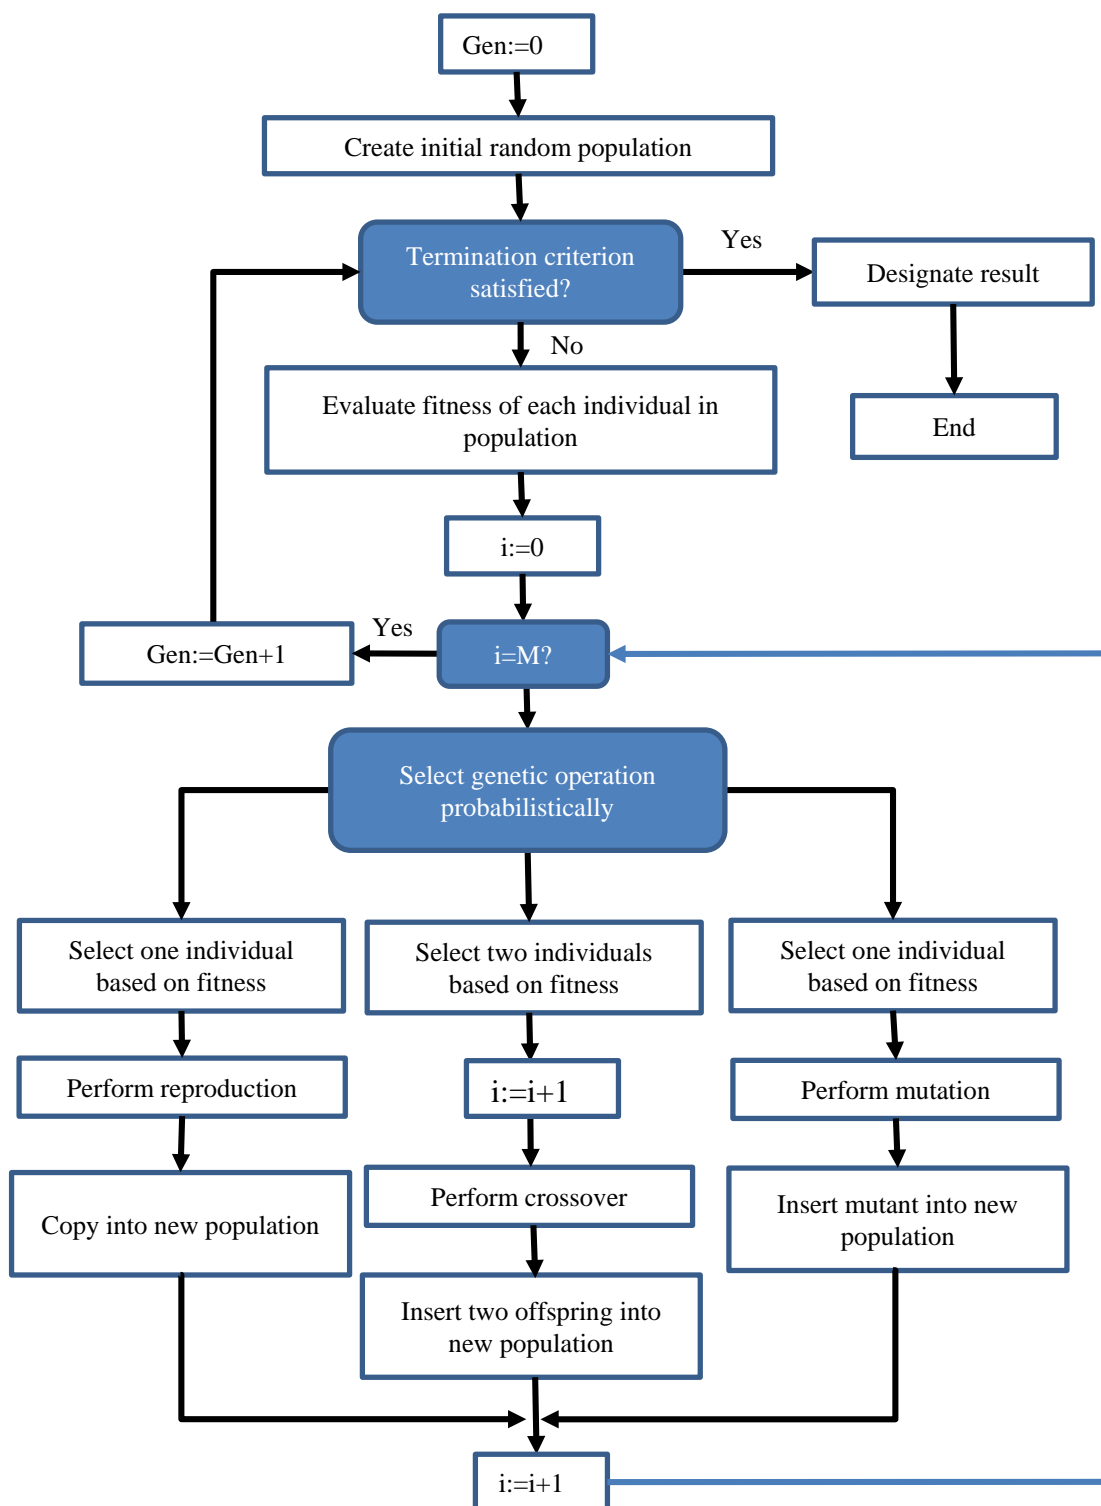 Gen:=0
Create initial random population
Termination criterion
satisfied?
Yes
Designate result
No
Evaluate fitness of each individual in
population
End
i:=0
Yes
Gen:=Gen+1
i=M?
Select genetic operation
probabilistically
Select one individual
based on fitness
Select two individuals
based on fitness
Select one individual
based on fitness
Perform reproduction
i:=i+1
Perform mutation
Copy into new population
Perform crossover
Insert mutant into new
population
Insert two offspring into
new population
i:=i+1